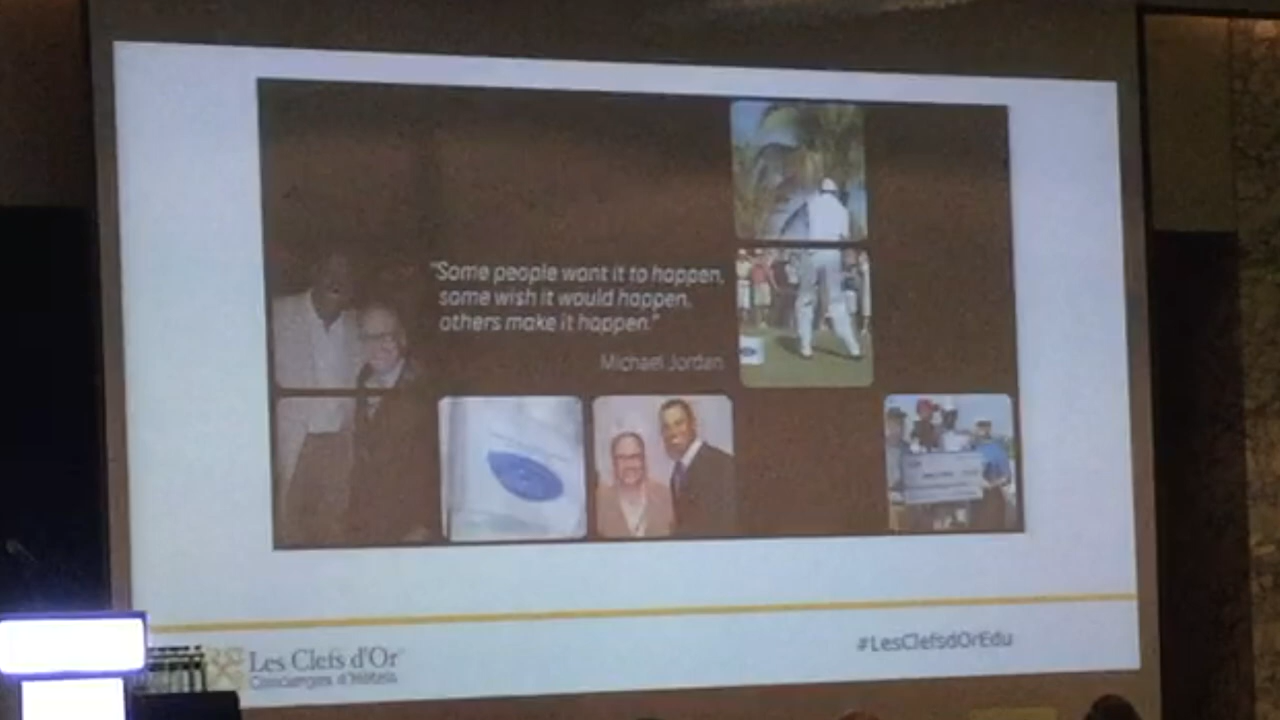 "Some people want it to happen,
some wish it would happen,
others make it happen."
Michael Jordan
Les Clefs d'Or
Concierges d'Hôtels
#LesClefsdOrEdu